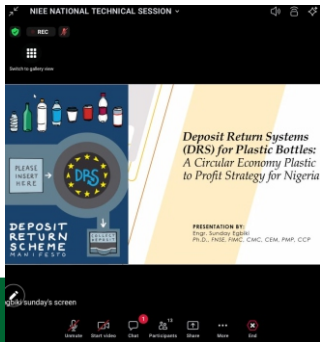 NIEE NATIONAL TECHNICAL SESSION
REC
Switch to gallery view
PLEASE
INSERT
HERE
DRS
DEPOSIT
RETURN
SCHEME
MANIFESTO
Deposit Return Systems
(DRS) for Plastic Bottles:
A Circular Economy Plastic
to Profit Strategy for Nigeria
PRESENTATION BY:
Engr. Sunday Egbiki
Ph.D., FNSE, FIMC, CMC, CEM, PMP, CCP
gbiki sunday's screen
Unmute
Start video
Chat
Participants
Share
More
End